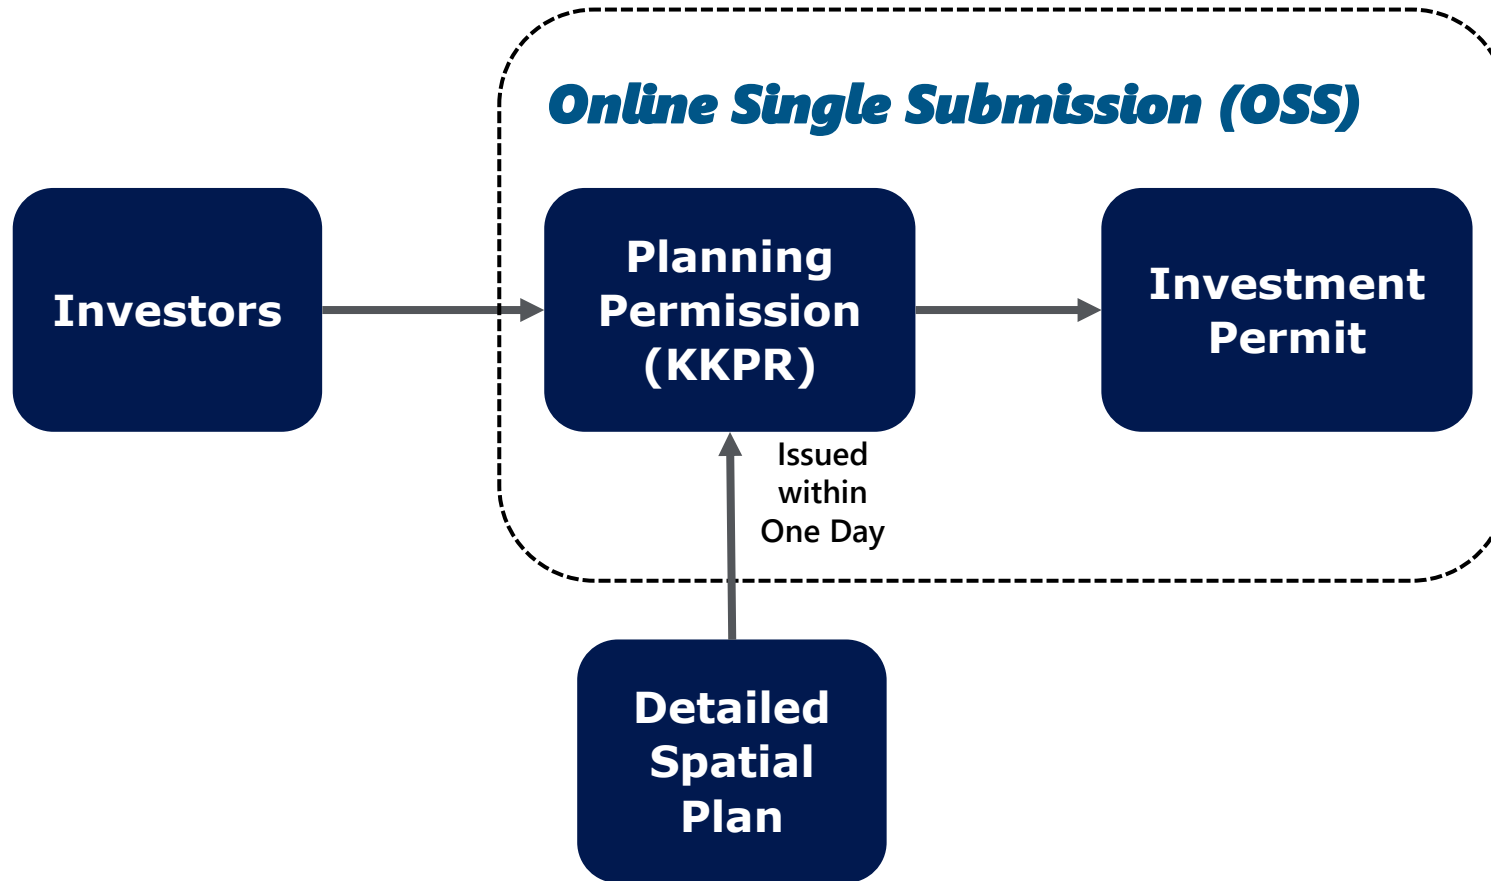 Online Single Submission (OSS)
Investors
Planning
Permission
(KKPR)
Investment
Permit
Issued
within
One Day
Detailed
Spatial
Plan